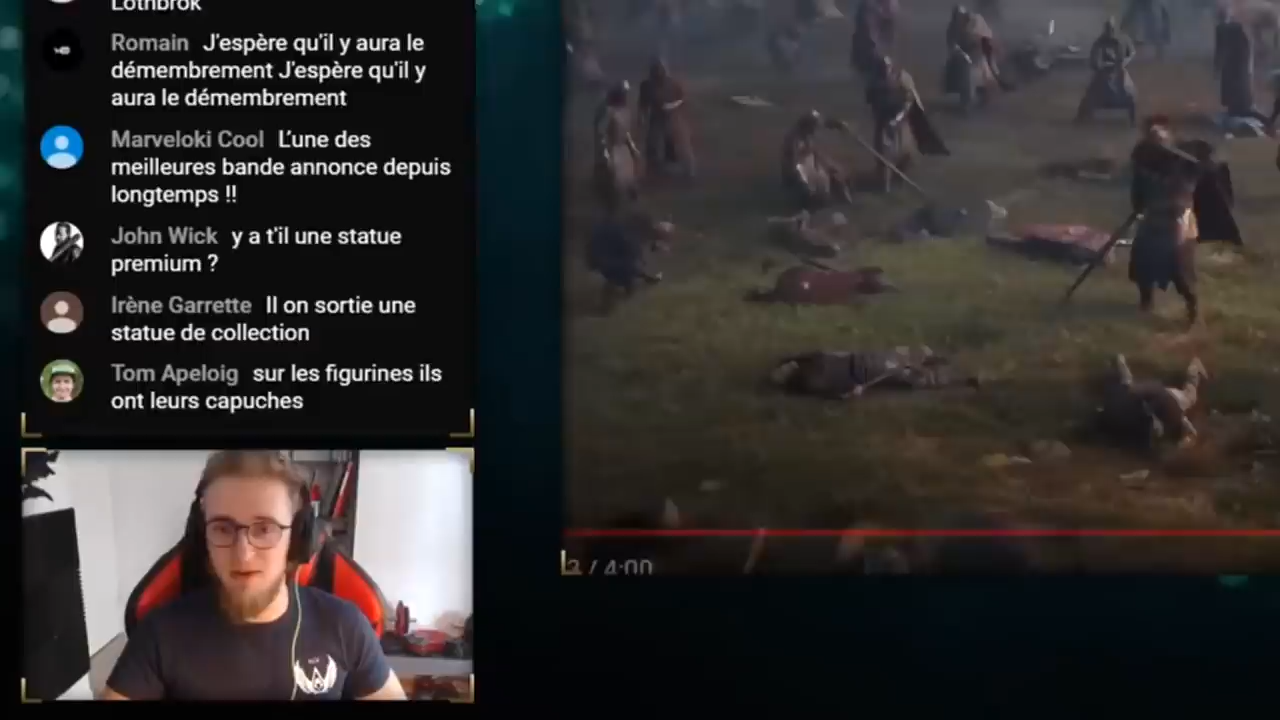 Lothbrok
Romain J'espère qu'il y aura le
démembrement J'espère qu'il y
aura le démembrement
Marveloki Cool L'une des
meilleures bande annonce depuis
longtemps !!
John Wick y a t'il une statue
premium ?
Irène Garrette Il on sortie une
statue de collection
Tom Apeloig sur les figurines ils
ont leurs capuches
/ 4:00